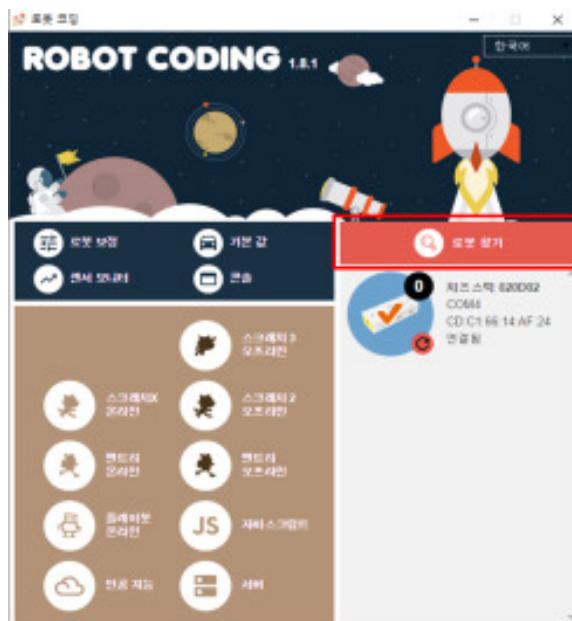 로봇 코딩
ROBOT CODING 1.8.1
한국어
로봇 보정
기본 값
센서 모니터
콘솔
로봇 찾기
0
치즈 스틱 020D02
COM4
CD:C1:66:14:AF:24
연결됨
스크래치 3
오프라인
스크래치X
온라인
스크래치 2
오프라인
엔트리
온라인
엔트리
오프라인
플레이봇
온라인
JS
자바스크립트
인공 지능
서버